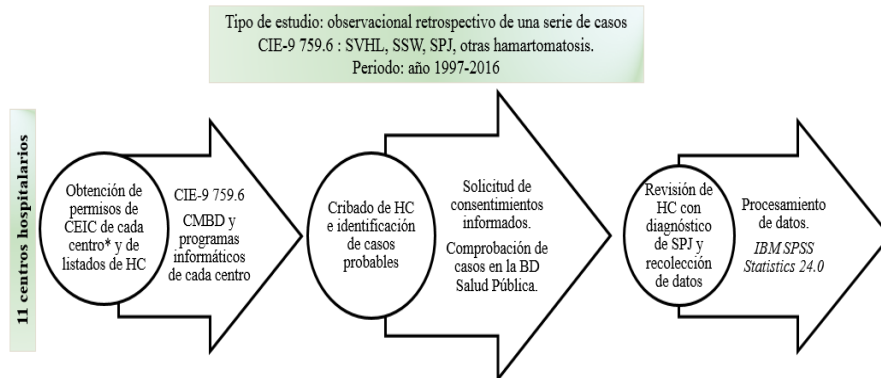 Tipo de estudio: observacional retrospectivo de una serie de casos
CIE-9 759.6 : SVHL, SSW, SPJ, otras hamartomatosis.
Periodo: año 1997-2016
11 centros hospitalarios
Obtención de
permisos de
CEIC de cada
centro* y de
listados de HC
CIE-9 759.6
CMBD y
programas
informáticos
de cada centro
Cribado de HC
e identificación
de casos
probables
Solicitud de
consentimientos
informados.
Comprobación de
casos en la BD
Salud Pública.
Revisión de
HC con
diagnóstico
de SPJ y
recolección
de datos
Procesamiento
de datos.
IBM SPSS
Statistics 24.0